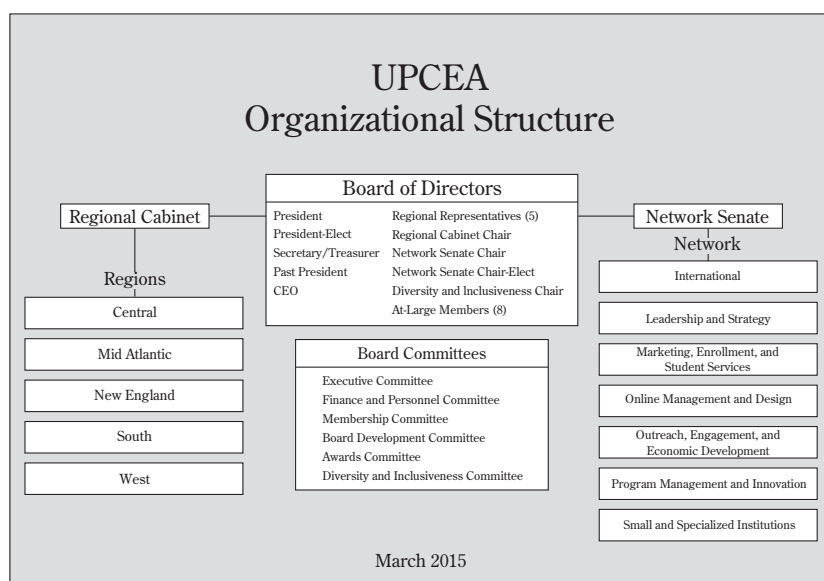 UPCEA
Organizational Structure
Regional Cabinet
Regions
Central
Mid Atlantic
New England
South
West
Board of Directors
President
President-Elect
Secretary/Treasurer
Past President
CEO
Regional Representatives (5)
Regional Cabinet Chair
Network Senate Chair
Network Senate Chair-Elect
Diversity and Inclusiveness Chair
At-Large Members (8)
Board Committees
Executive Committee
Finance and Personnel Committee
Membership Committee
Board Development Committee
Awards Committee
Diversity and Inclusiveness Committee
Network Senate
Network
International
Leadership and Strategy
Marketing, Enrollment, and
Student Services
Online Management and Design
Outreach, Engagement, and
Economic Development
Program Management and Innovation
Small and Specialized Institutions
March 2015